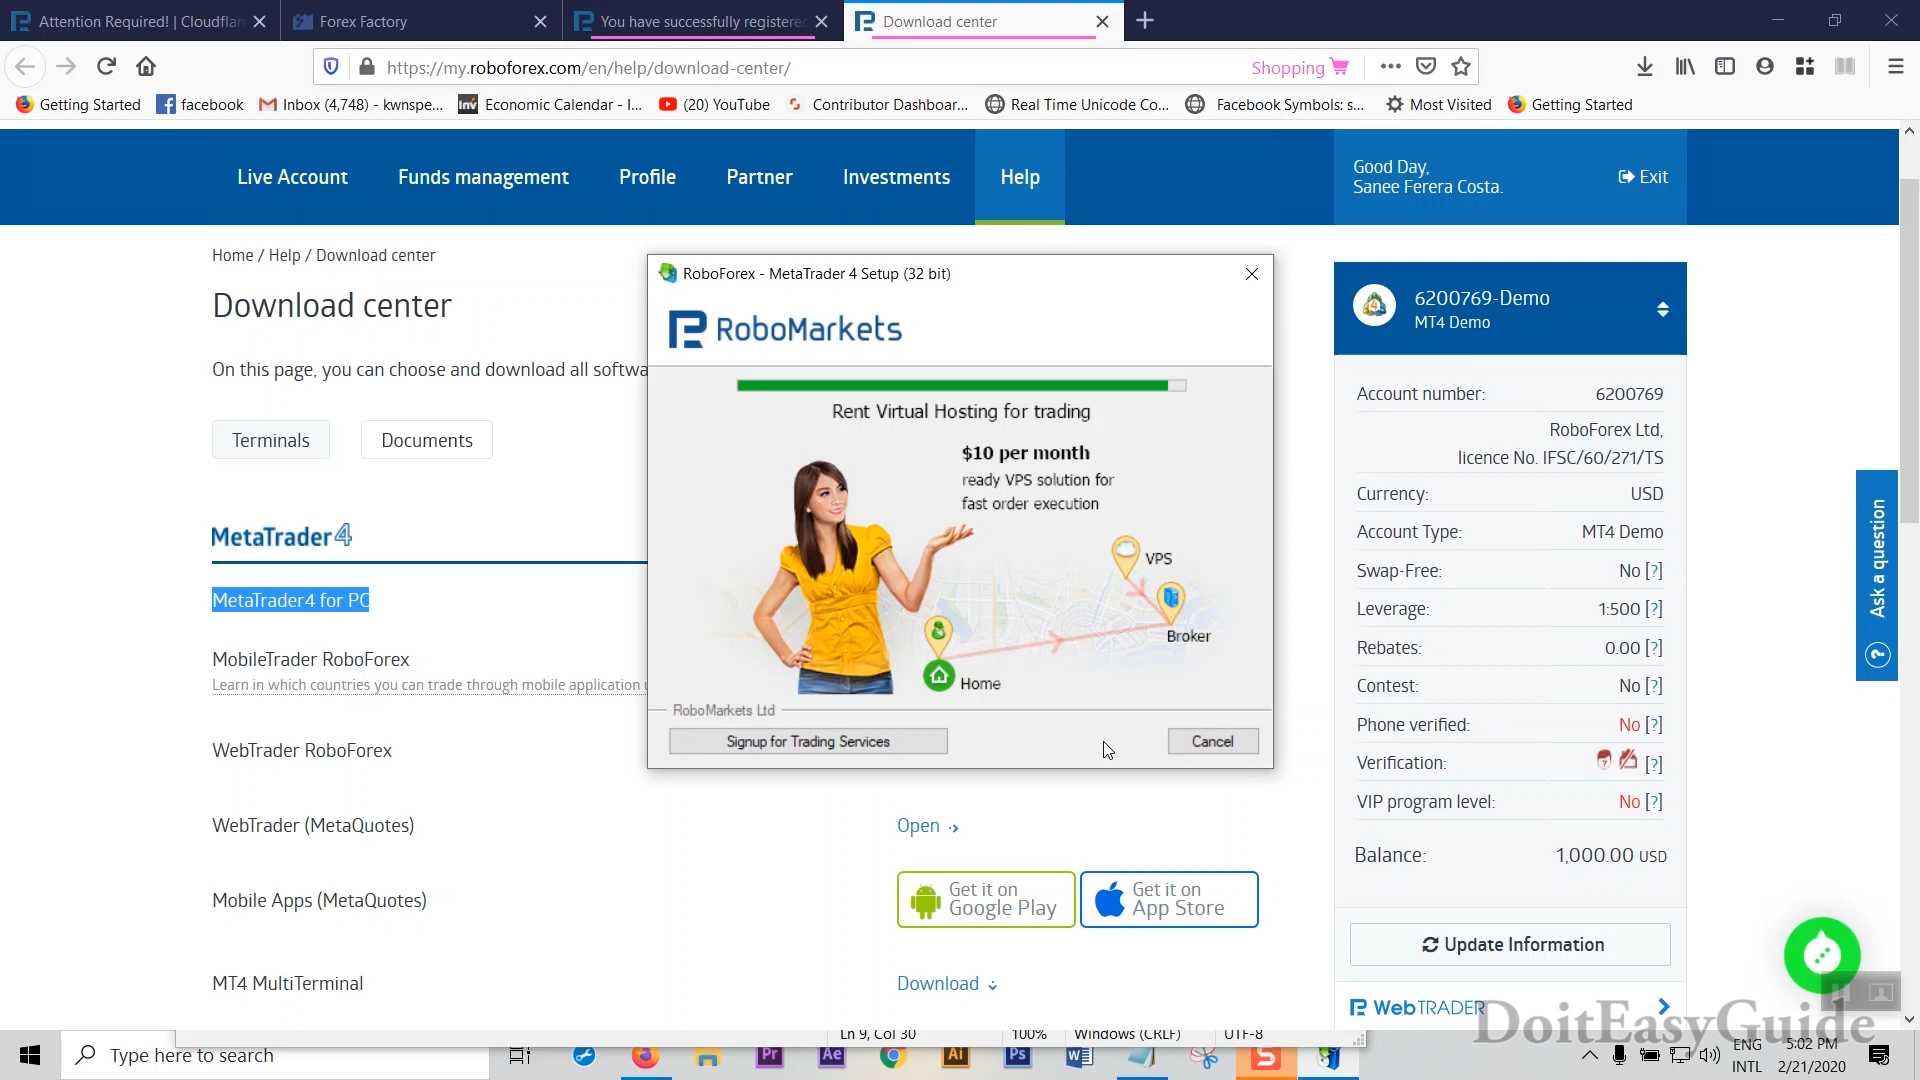 Attention Required! | Cloudflar
Forex Factory
You have successfully registere
Download center
https://my.roboforex.com/en/help/download-center/
Shopping
Getting Started
facebook
Inbox (4,748) - kwnspe...
Inv
Economic Calendar - I...
(20) YouTube
Contributor Dashboar...
Real Time Unicode Co...
Facebook Symbols: s...
Most Visited
Getting Started
Live Account
Funds management
Profile
Partner
Investments
Help
Good Day,
Sanee Ferera Costa.
Exit
Home / Help / Download center
Download center
On this page, you can choose and download all softwa
Terminals
Documents
MetaTrader4
MetaTrader4 for PC
MobileTrader RoboForex
Learn in which countries you can trade through mobile application u
WebTrader RoboForex
WebTrader (MetaQuotes)
Open
Mobile Apps (MetaQuotes)
Get it on
Google Play
Get it on
App Store
MT4 MultiTerminal
Download
RoboForex - MetaTrader 4 Setup (32 bit)
RoboMarkets
Rent Virtual Hosting for trading
$10 per month
ready VPS solution for
fast order execution
VPS
Broker
Home
RoboMarkets Ltd
Signup for Trading Services
Cancel
6200769-Demo
MT4 Demo
Account number: 6200769
RoboForex Ltd,
licence No. IFSC/60/271/TS
Currency: USD
Account Type: MT4 Demo
Swap-Free: No [?]
Leverage: 1:500 [?]
Rebates: 0.00 [?]
Contest: No [?]
Phone verified: No [?]
Verification: [?]
VIP program level: No [?]
Balance: 1,000.00 USD
Update Information
WebTRADER
Ask a question
DoitEasyGuide
Ln 9, Col 30
100%
Windows (CRLF)
UTF-8
Type here to search
Pr
Ae
Ai
Ps
ENG
INTL
5:02 PM
2/21/2020